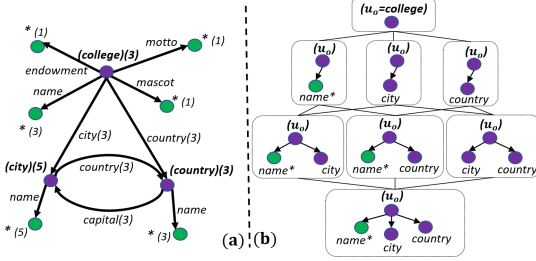 * (1)
motto
* (1)
(college)(3)
endowment
mascot
name
* (1)
* (3)
city(3)
country(3)
(city)(5)
country(3)
(country)(3)
name
capital(3)
name
* (5)
* (3)
(a)
(b)
(u_o=college)
(u_o)
(u_o)
(u_o)
name*
city
country
(u_o)
(u_o)
(u_o)
name*
city
name*
country
city
country
(u_o)
name*
city
country